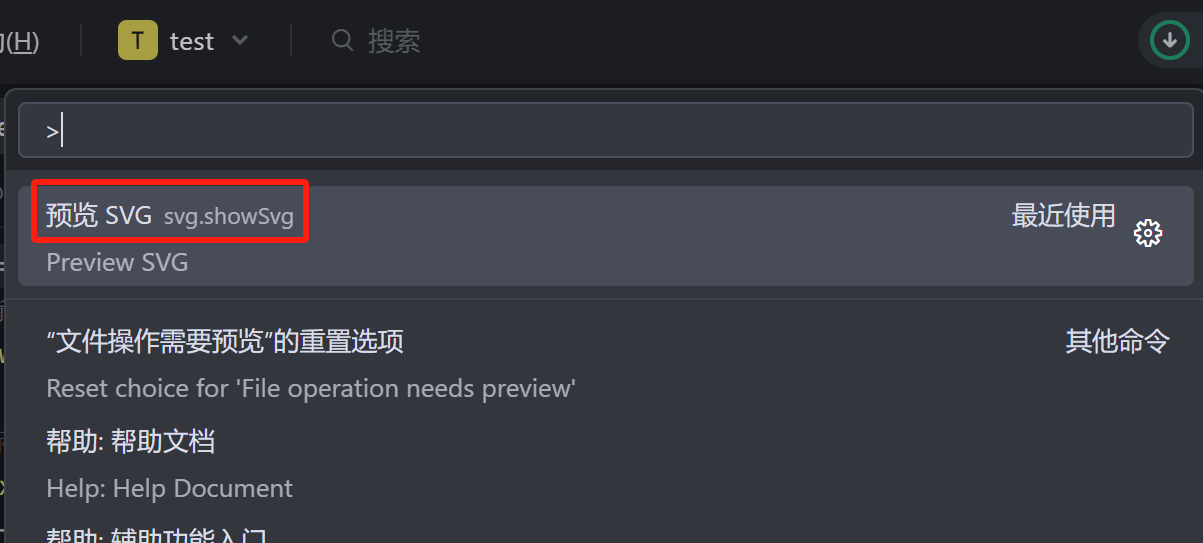 (H)
T test
搜索
>
预览 SVG svg.showSvg
最近使用
Preview SVG
“文件操作需要预览”的重置选项
其他命令
Reset choice for 'File operation needs preview'
帮助: 帮助文档
Help: Help Document
帮助: 辅助功能入门